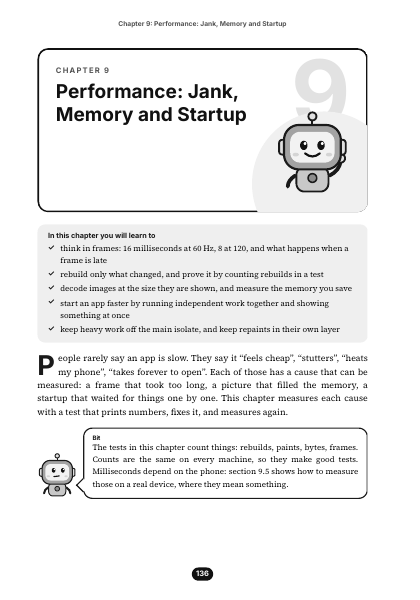 Chapter 9: Performance: Jank, Memory and Startup
9
CHAPTER 9
Performance: Jank,
Memory and Startup
In this chapter you will learn to
✓ think in frames: 16 milliseconds at 60 Hz, 8 at 120, and what happens when a
frame is late
✓ rebuild only what changed, and prove it by counting rebuilds in a test
✓ decode images at the size they are shown, and measure the memory you save
✓ start an app faster by running independent work together and showing
something at once
✓ keep heavy work off the main isolate, and keep repaints in their own layer
People rarely say an app is slow. They say it “feels cheap”, “stutters”, “heats
my phone”, “takes forever to open”. Each of those has a cause that can be
measured: a frame that took too long, a picture that filled the memory, a
startup that waited for things one by one. This chapter measures each cause
with a test that prints numbers, fixes it, and measures again.
Bit
The tests in this chapter count things: rebuilds, paints, bytes, frames.
Counts are the same on every machine, so they make good tests.
Milliseconds depend on the phone: section 9.5 shows how to measure
those on a real device, where they mean something.
136